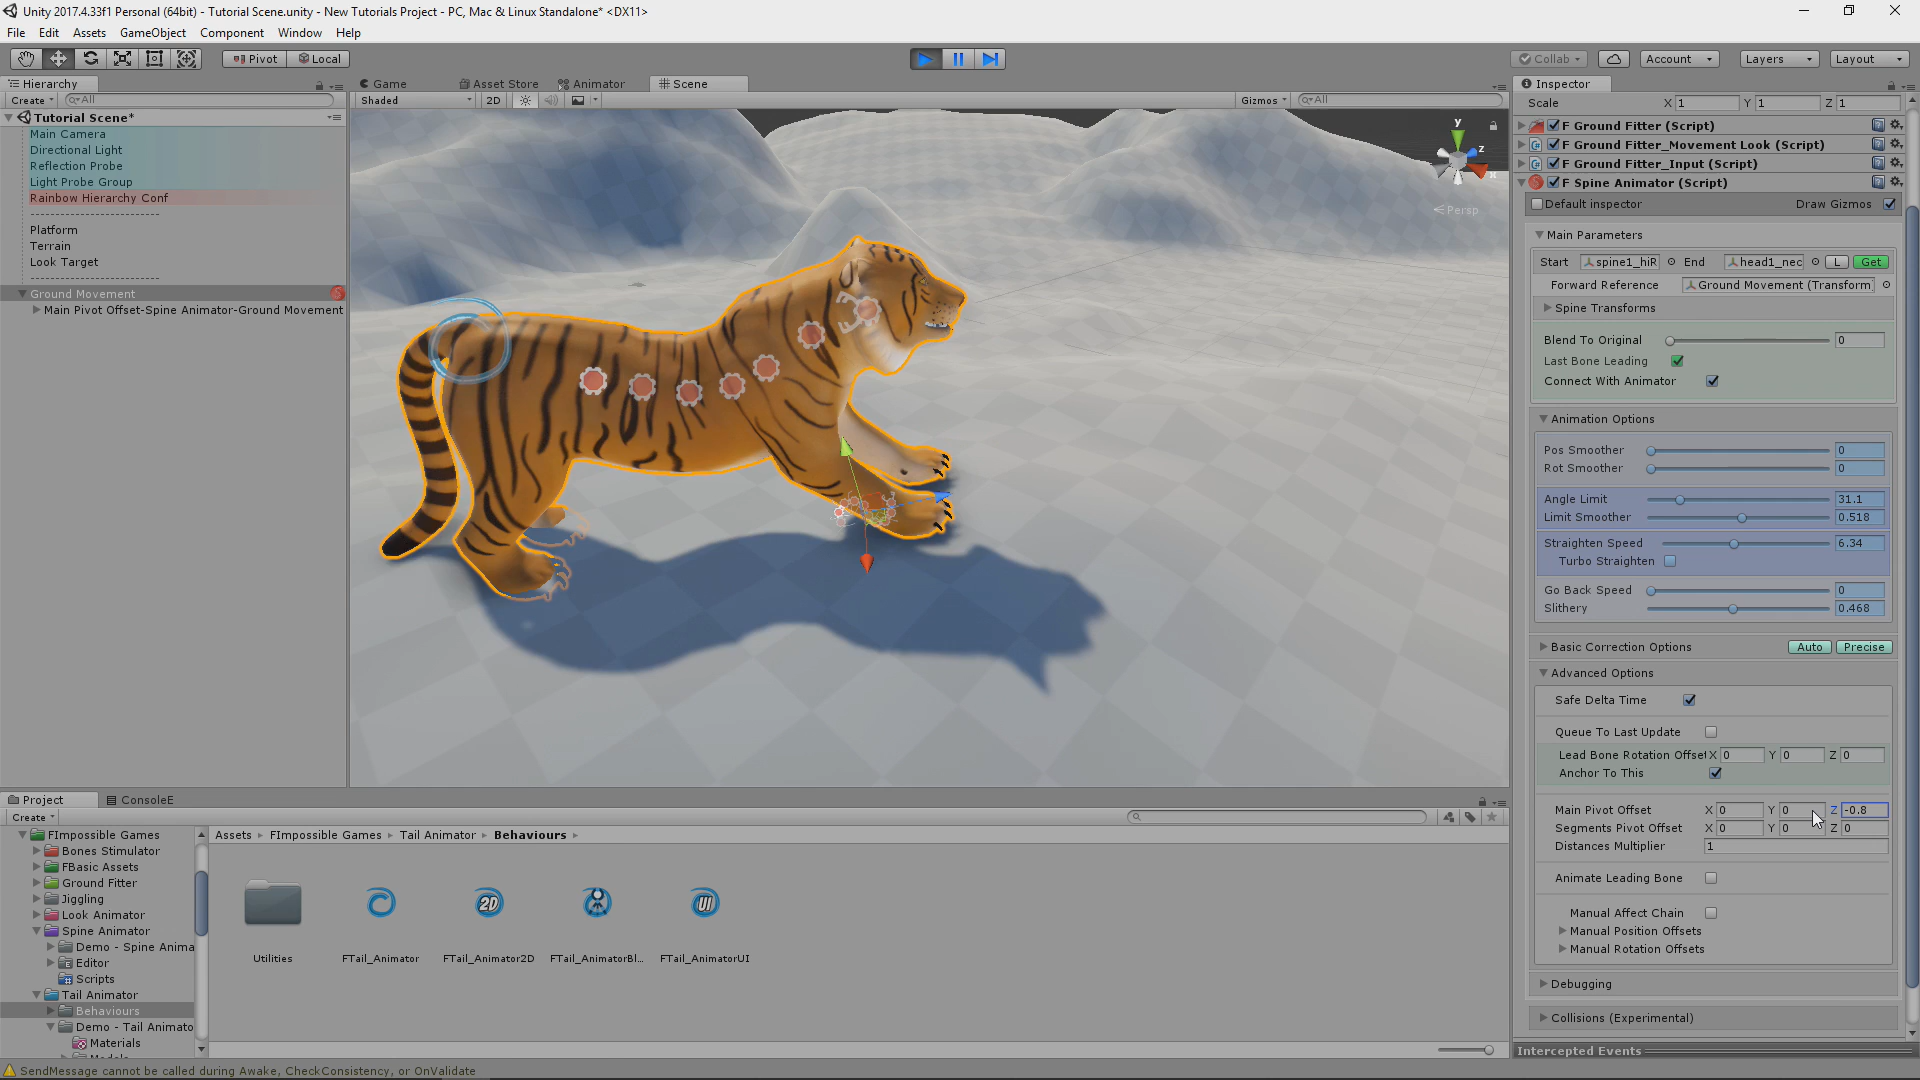 Unity 2017.4.33f1 Personal (64bit) - Tutorial Scene.unity - New Tutorials Project - PC, Mac & Linux Standalone* <DX11>
File Edit Assets GameObject Component Window Help
Pivot Local Collab Account Layers Layout
Hierarchy Game Asset Store Animator Scene Inspector
Create All Shaded 2D Gizmos All
Scale X 1 Y 1 Z 1
Tutorial Scene*
Main Camera
Directional Light
Reflection Probe
Light Probe Group
Rainbow Hierarchy Conf
-------------------------
Platform
Terrain
Look Target
-------------------------
Ground Movement
Main Pivot Offset-Spine Animator-Ground Movement
y
z
x
Persp
F Ground Fitter (Script)
F Ground Fitter_Movement Look (Script)
F Ground Fitter_Input (Script)
F Spine Animator (Script)
Default inspector Draw Gizmos
Main Parameters
Start spine1_hiR End head1_nec L Get
Forward Reference Ground Movement (Transform)
Spine Transforms
Blend To Original 0
Last Bone Leading
Connect With Animator
Animation Options
Pos Smoother 0
Rot Smoother 0
Angle Limit 31.1
Limit Smoother 0.518
Straighten Speed 6.34
Turbo Straighten
Go Back Speed 0
Slithery 0.468
Basic Correction Options Auto Precise
Advanced Options
Safe Delta Time
Queue To Last Update
Lead Bone Rotation Offset X 0 Y 0 Z 0
Anchor To This
Main Pivot Offset X 0 Y 0 Z -0.8
Segments Pivot Offset X 0 Y 0 Z 0
Distances Multiplier 1
Animate Leading Bone
Manual Affect Chain
Manual Position Offsets
Manual Rotation Offsets
Debugging
Collisions (Experimental)
Intercepted Events
Project ConsoleE
Create
FImpossible Games
Bones Stimulator
FBasic Assets
Ground Fitter
Jiggling
Look Animator
Spine Animator
Demo - Spine Anima
Editor
Scripts
Tail Animator
Behaviours
Demo - Tail Animato
Materials
Assets FImpossible Games Tail Animator Behaviours
2D UI
Utilities FTail_Animator FTail_Animator2D FTail_AnimatorBl... FTail_AnimatorUI
SendMessage cannot be called during Awake, CheckConsistency, or OnValidate